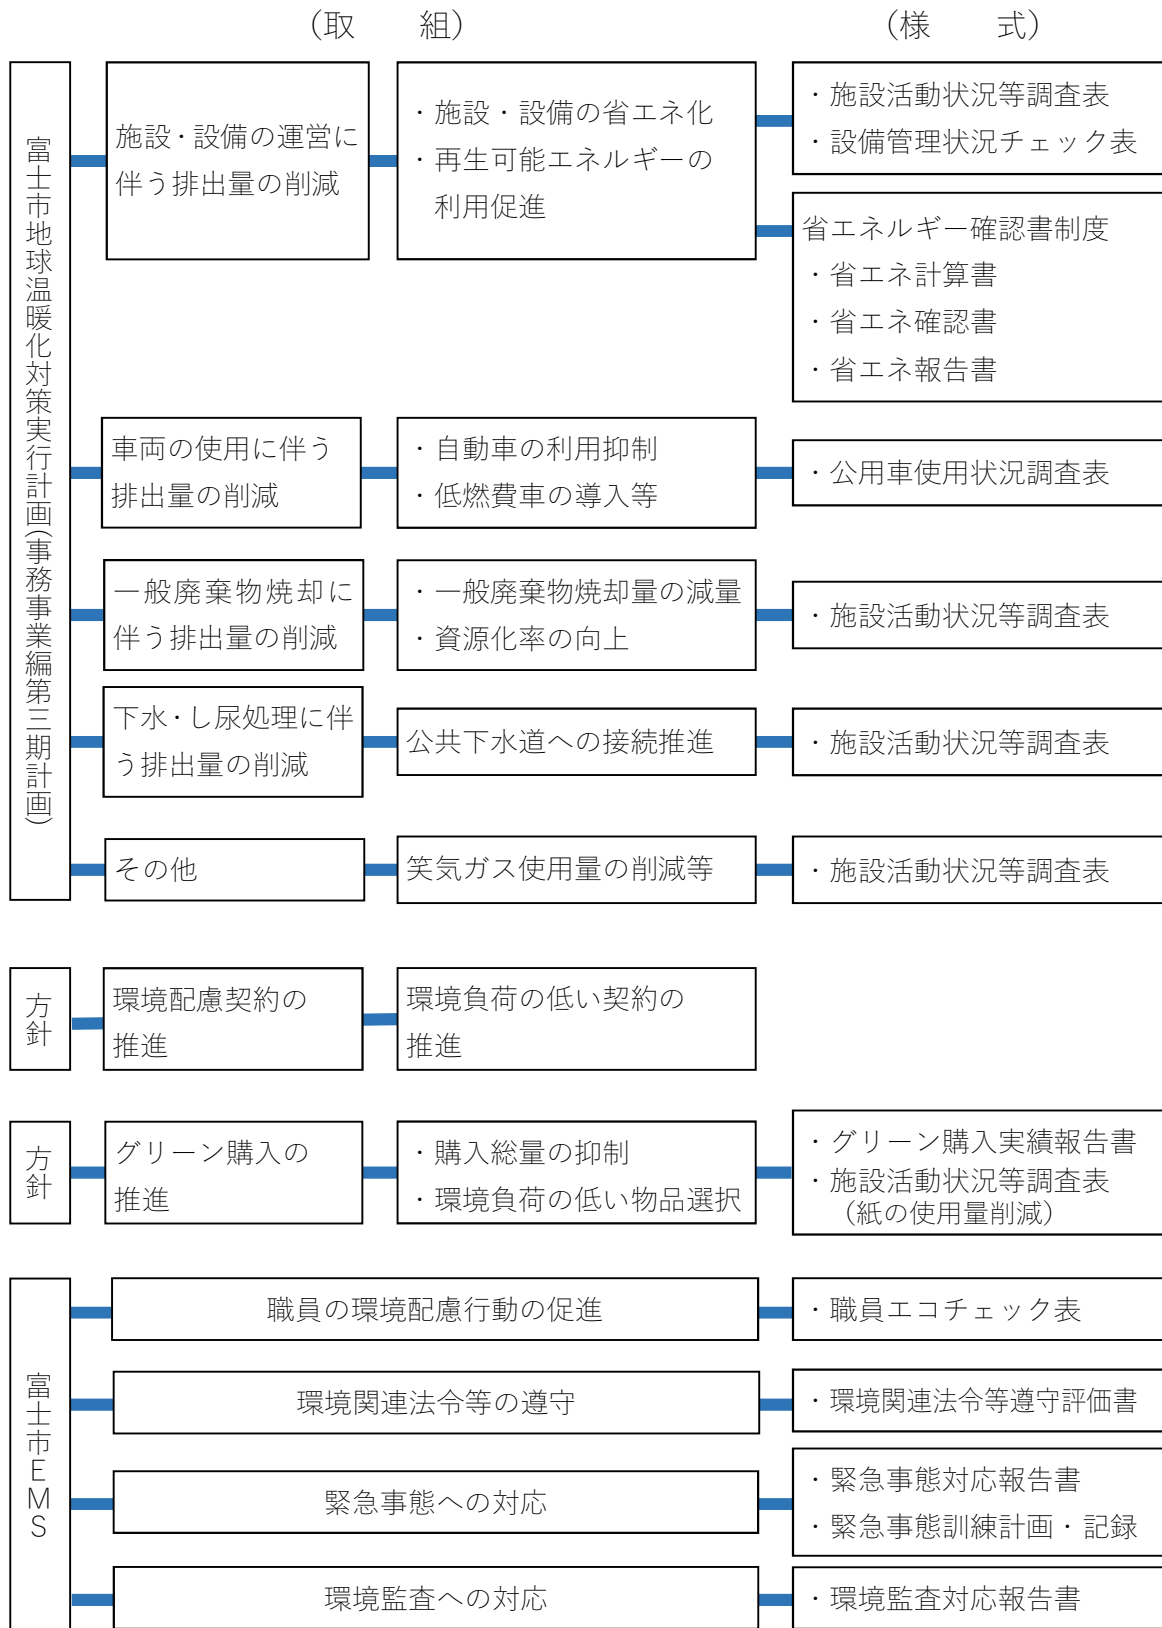 （取　　組）
（様　　式）
富士市地球温暖化対策実行計画(事務事業編第三期計画)
施設・設備の運営に
伴う排出量の削減
・施設・設備の省エネ化
・再生可能エネルギーの
利用促進
・施設活動状況等調査表
・設備管理状況チェック表
省エネルギー確認書制度
・省エネ計算書
・省エネ確認書
・省エネ報告書
車両の使用に伴う
排出量の削減
・自動車の利用抑制
・低燃費車の導入等
・公用車使用状況調査表
一般廃棄物焼却に
伴う排出量の削減
・一般廃棄物焼却量の減量
・資源化率の向上
・施設活動状況等調査表
下水・し尿処理に伴
う排出量の削減
公共下水道への接続推進
・施設活動状況等調査表
その他
笑気ガス使用量の削減等
・施設活動状況等調査表
方針
環境配慮契約の
推進
環境負荷の低い契約の
推進
方針
グリーン購入の
推進
・購入総量の抑制
・環境負荷の低い物品選択
・グリーン購入実績報告書
・施設活動状況等調査表
（紙の使用量削減）
富士市EMS
職員の環境配慮行動の促進
・職員エコチェック表
環境関連法令等の遵守
・環境関連法令等遵守評価書
緊急事態への対応
・緊急事態対応報告書
・緊急事態訓練計画・記録
環境監査への対応
・環境監査対応報告書